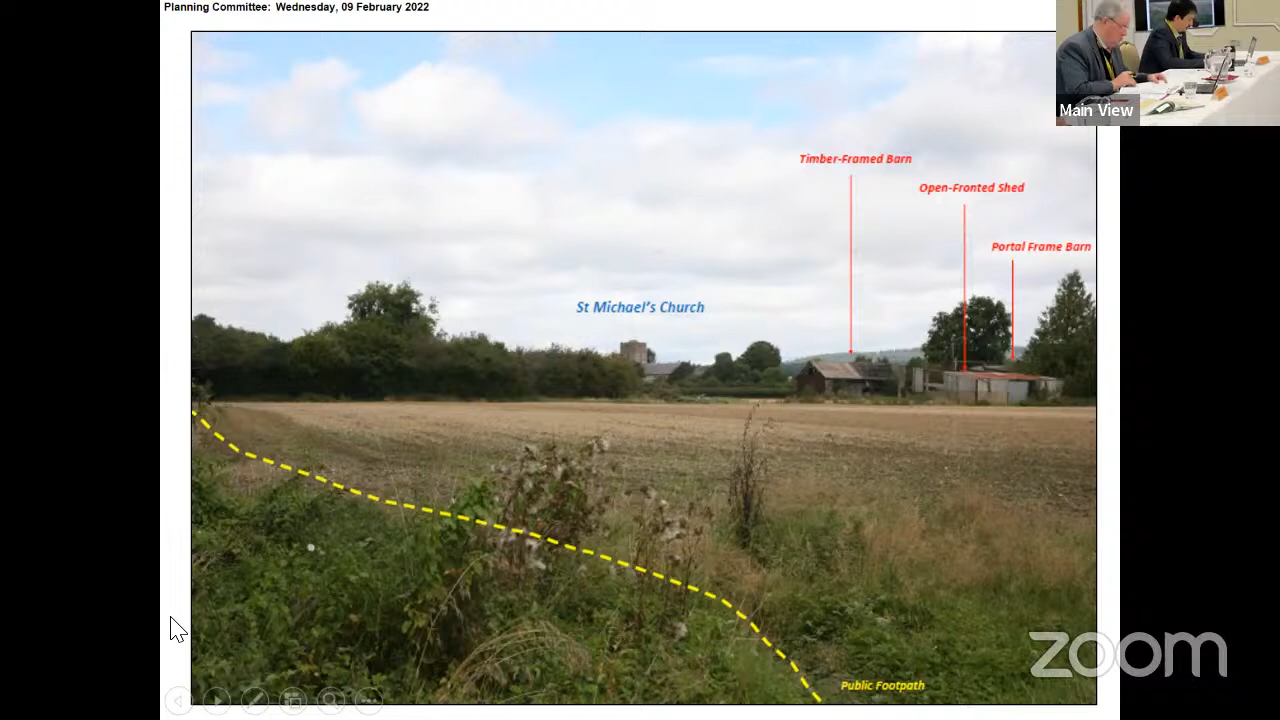 Planning Committee: Wednesday, 09 February 2022
Main View
Timber-Framed Barn
Open-Fronted Shed
Portal Frame Barn
St Michael's Church
Public Footpath
zoom